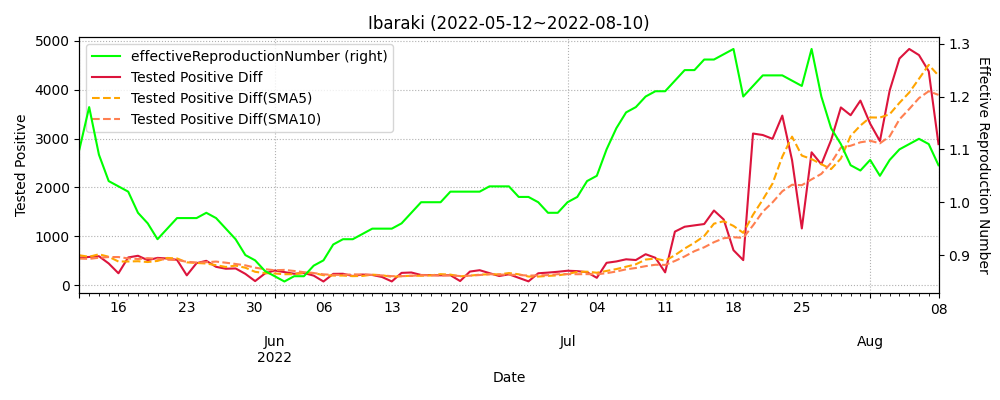 Ibaraki (2022-05-12~2022-08-10)
effectiveReproductionNumber (right)
Tested Positive Diff
Tested Positive Diff(SMA5)
Tested Positive Diff(SMA10)
Tested Positive
5000
4000
3000
2000
1000
0
1.3
1.2
1.1
1.0
0.9
Effective Reproduction Number
16 23 30 06 13 20 27 04 11 18 25 08
Jun Jul Aug
2022
Date